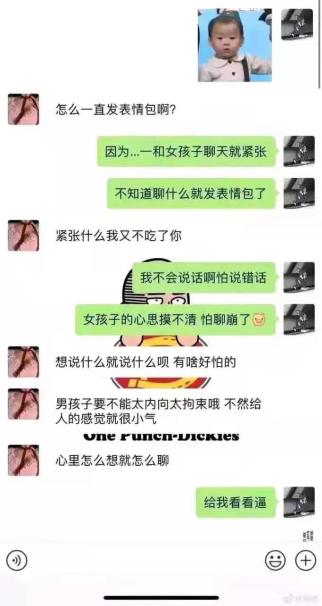 怎么一直发表情包啊?
因为...一和女孩子聊天就紧张
不知道聊什么就发表情包了
紧张什么我又不吃了你
我不会说话啊怕说错话
女孩子的心思摸不清 怕聊崩了🐷
想说什么就说什么呗 有啥好怕的
男孩子要不能太内向太拘束哦 不然给
人的感觉就很小气
One Punch-Dickies
心里怎么想就怎么聊
给我看看逼